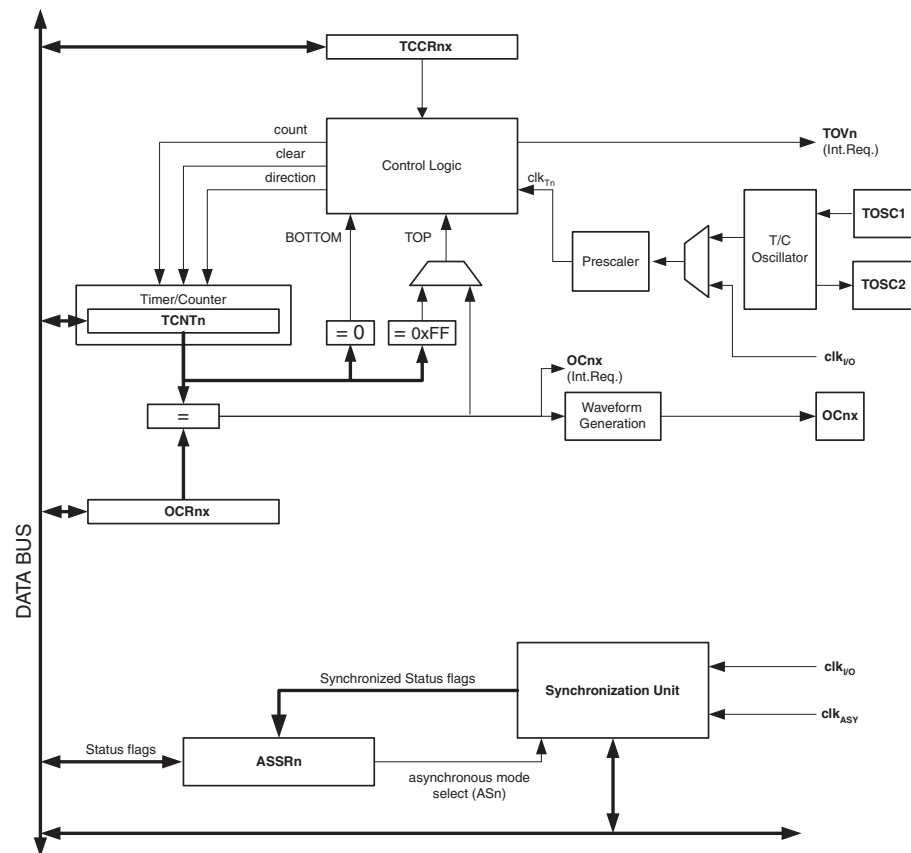 TCCRnx
count
clear
direction
Control Logic
TOVn
(Int.Req.)
clkTn
BOTTOM
TOP
Prescaler
T/C
Oscillator
TOSC1
TOSC2
Timer/Counter
TCNTn
= 0
= 0xFF
clkI/O
OCnx
(Int.Req.)
=
Waveform
Generation
OCnx
OCRnx
DATA BUS
Synchronized Status flags
Synchronization Unit
clkI/O
clkASY
Status flags
ASSRn
asynchronous mode
select (ASn)